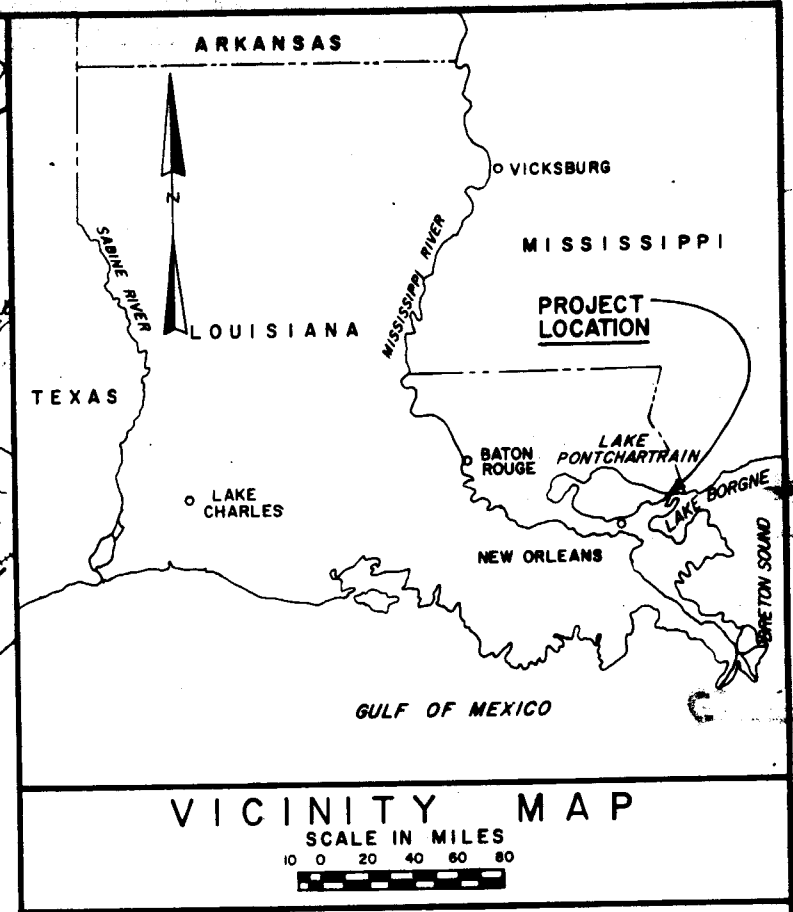 ARKANSAS
VICKSBURG
SABINE RIVER
N
MISSISSIPPI RIVER
MISSISSIPPI
PROJECT
LOCATION
LOUISIANA
TEXAS
LAKE
PONTCHARTRAIN
BATON
ROUGE
LAKE
CHARLES
LAKE BORGNE
NEW ORLEANS
BRETON SOUND
GULF OF MEXICO
VICINITY MAP
SCALE IN MILES
10 0 20 40 60 80